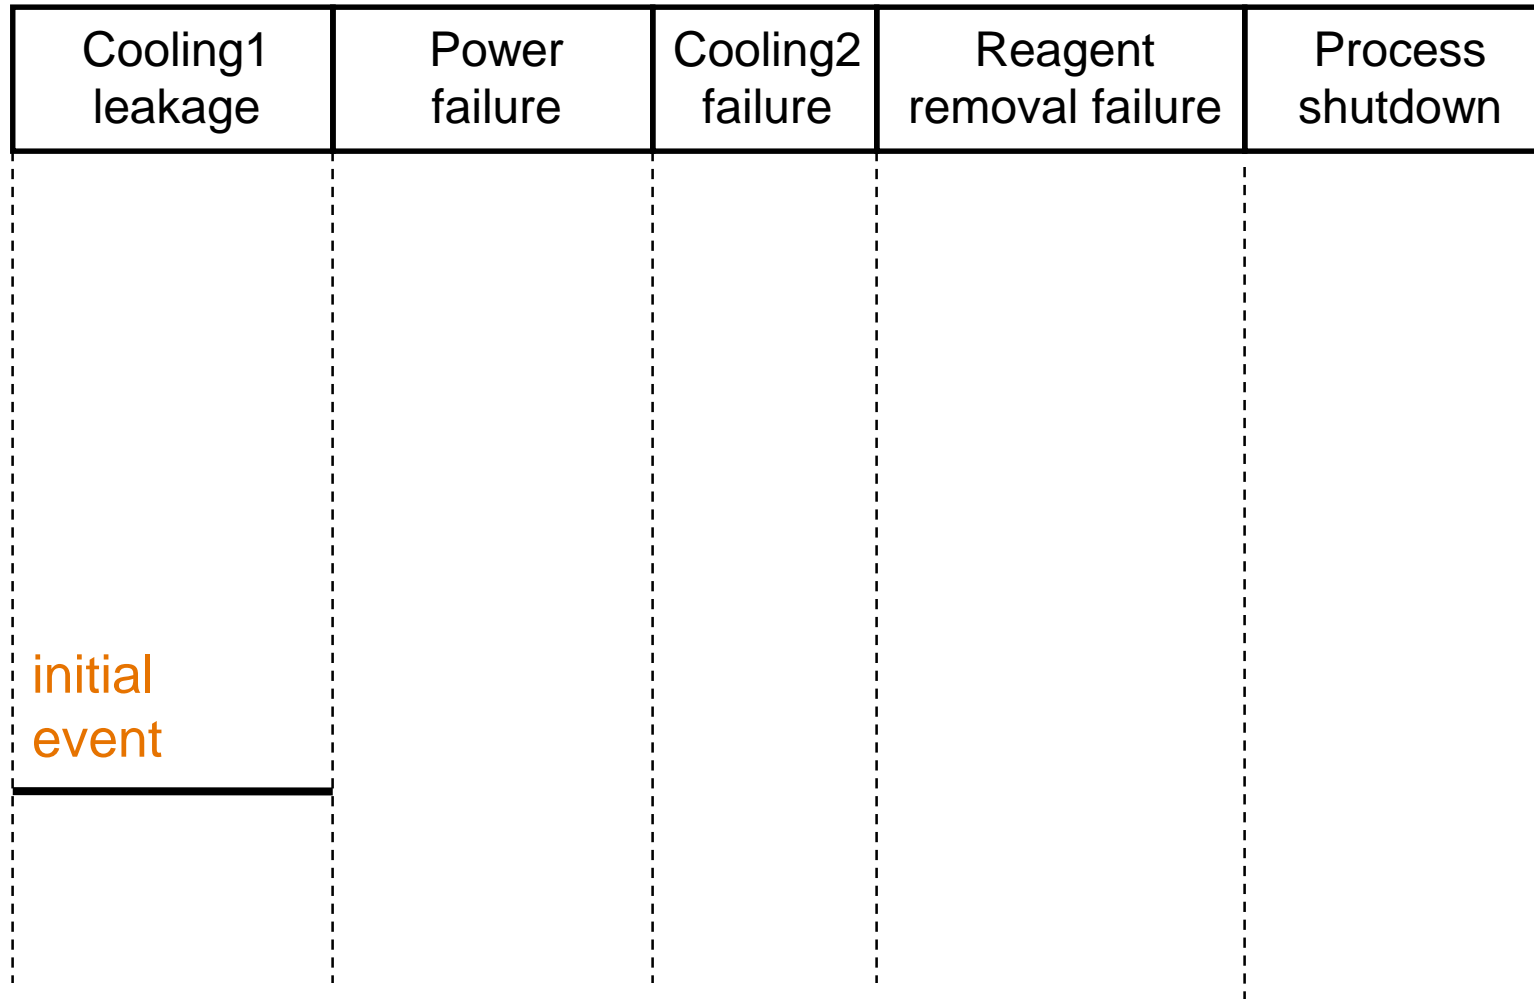 Cooling1
leakage
Power
failure
Cooling2
failure
Reagent
removal failure
Process
shutdown
initial
event